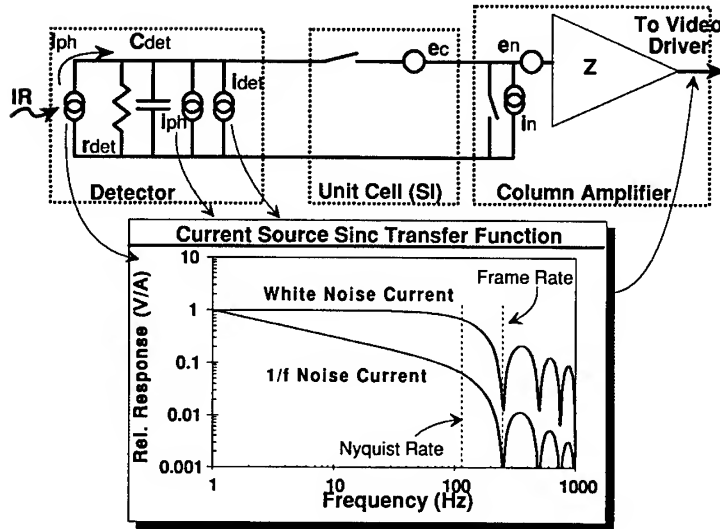 To Video
Driver
Iph
Cdet
IR
rdet
iph
idet
ec
en
in
Z
Detector
Unit Cell (SI)
Column Amplifier
Current Source Sinc Transfer Function
Rel. Response (V/A)
10
1
0.1
0.01
0.001
White Noise Current
1/f Noise Current
Frame Rate
Nyquist Rate
1
10
100
1000
Frequency (Hz)